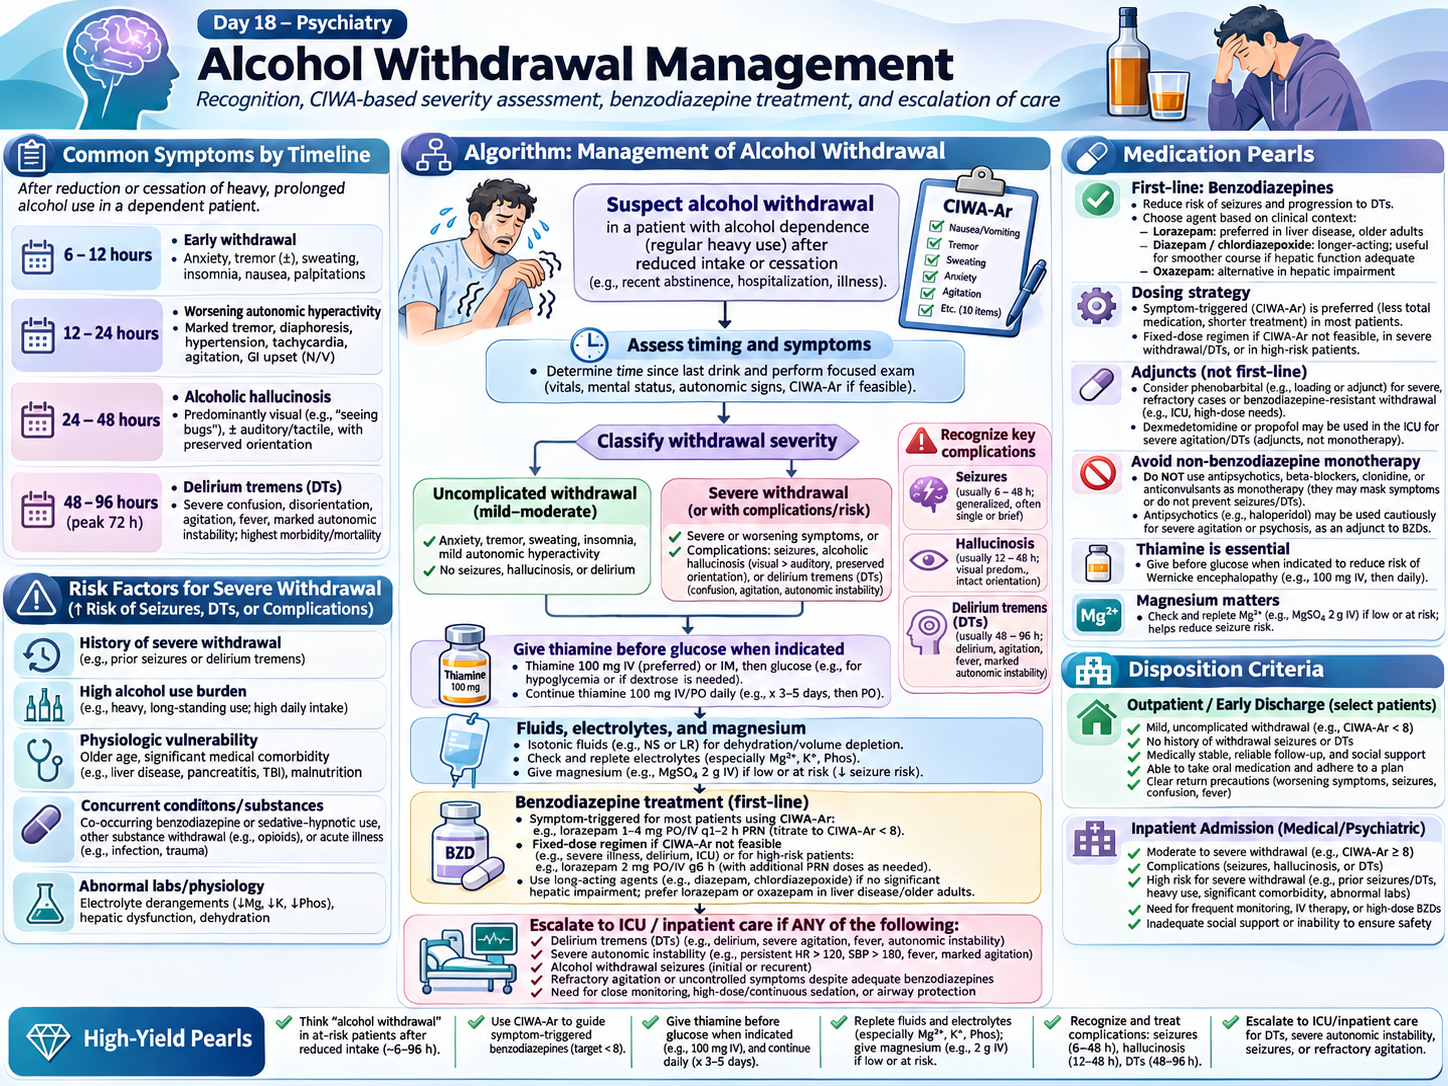 Day 18 – Psychiatry
Alcohol Withdrawal Management
Recognition, CIWA-based severity assessment, benzodiazepine treatment, and escalation of care
Common Symptoms by Timeline
After reduction or cessation of heavy, prolonged
alcohol use in a dependent patient.
6 – 12 hours
• Early withdrawal
• Anxiety, tremor (±), sweating,
insomnia, nausea, palpitations
12 – 24 hours
• Worsening autonomic hyperactivity
• Marked tremor, diaphoresis,
hypertension, tachycardia,
agitation, GI upset (N/V)
24 – 48 hours
• Alcoholic hallucinosis
• Predominantly visual (e.g., "seeing
bugs"), ± auditory/tactile, with
preserved orientation
48 – 96 hours
(peak 72 h)
• Delirium tremens (DTs)
• Severe confusion, disorientation,
agitation, fever, marked autonomic
instability; highest morbidity/mortality
Risk Factors for Severe Withdrawal
(↑ Risk of Seizures, DTs, or Complications)
History of severe withdrawal
(e.g., prior seizures or delirium tremens)
High alcohol use burden
(e.g., heavy, long-standing use; high daily intake)
Physiologic vulnerability
Older age, significant medical comorbidity
(e.g., liver disease, pancreatitis, TBI), malnutrition
Concurrent conditions/substances
Co-occurring benzodiazepine or sedative-hypnotic use,
other substance withdrawal (e.g., opioids), or acute illness
(e.g., infection, trauma)
Abnormal labs/physiology
Electrolyte derangements (↓Mg, ↓K, ↓Phos),
hepatic dysfunction, dehydration
Algorithm: Management of Alcohol Withdrawal
Suspect alcohol withdrawal
in a patient with alcohol dependence
(regular heavy use) after
reduced intake or cessation
(e.g., recent abstinence, hospitalization, illness).
CIWA-Ar
Nausea/Vomiting
Tremor
Sweating
Anxiety
Agitation
Etc. (10 items)
Assess timing and symptoms
• Determine time since last drink and perform focused exam
(vitals, mental status, autonomic signs, CIWA-Ar if feasible).
Classify withdrawal severity
Uncomplicated withdrawal
(mild–moderate)
✓ Anxiety, tremor, sweating, insomnia,
mild autonomic hyperactivity
✓ No seizures, hallucinosis, or delirium
Severe withdrawal
(or with complications/risk)
✓ Severe or worsening symptoms, or
✓ Complications: seizures, alcoholic
hallucinosis (visual > auditory, preserved
orientation), or delirium tremens (DTs)
(confusion, agitation, autonomic instability)
Recognize key
complications
Seizures
(usually 6 – 48 h;
generalized, often
single or brief)
Hallucinosis
(usually 12 – 48 h;
visual predom.,
intact orientation)
Delirium tremens
(DTs)
(usually 48 – 96 h;
delirium, agitation,
fever, marked
autonomic instability)
Thiamine
100 mg
Give thiamine before glucose when indicated
• Thiamine 100 mg IV (preferred) or IM, then glucose (e.g., for
hypoglycemia or if dextrose is needed).
• Continue thiamine 100 mg IV/PO daily (e.g., x 3–5 days, then PO).
Fluids, electrolytes, and magnesium
• Isotonic fluids (e.g., NS or LR) for dehydration/volume depletion.
• Check and replete electrolytes (especially Mg²⁺, K⁺, Phos).
• Give magnesium (e.g., MgSO₄ 2 g IV) if low or at risk (↓ seizure risk).
BZD
Benzodiazepine treatment (first-line)
• Symptom-triggered for most patients using CIWA-Ar:
e.g., lorazepam 1–4 mg PO/IV q1–2 h PRN (titrate to CIWA-Ar < 8).
• Fixed-dose regimen if CIWA-Ar not feasible
(e.g., severe illness, delirium, ICU) or for high-risk patients:
e.g., lorazepam 2 mg PO/IV q6 h (with additional PRN doses as needed).
• Use long-acting agents (e.g., diazepam, chlordiazepoxide) if no significant
hepatic impairment; prefer lorazepam or oxazepam in liver disease/older adults.
Escalate to ICU / inpatient care if ANY of the following:
✓ Delirium tremens (DTs) (e.g., delirium, severe agitation, fever, autonomic instability)
✓ Severe autonomic instability (e.g., persistent HR > 120, SBP > 180, fever, marked agitation)
✓ Alcohol withdrawal seizures (initial or recurent)
✓ Refractory agitation or uncontrolled symptoms despite adequate benzodiazepines
✓ Need for close monitoring, high-dose/continuous sedation, or airway protection
Medication Pearls
First-line: Benzodiazepines
• Reduce risk of seizures and progression to DTs.
• Choose agent based on clinical context:
– Lorazepam: preferred in liver disease, older adults
– Diazepam / chlordiazepoxide: longer-acting; useful
for smoother course if hepatic function adequate
– Oxazepam: alternative in hepatic impairment
Dosing strategy
• Symptom-triggered (CIWA-Ar) is preferred (less total
medication, shorter treatment) in most patients.
• Fixed-dose regimen if CIWA-Ar not feasible, in severe
withdrawal/DTs, or in high-risk patients.
Adjuncts (not first-line)
• Consider phenobarbital (e.g., loading or adjunct) for severe,
refractory cases or benzodiazepine-resistant withdrawal
(e.g., ICU, high-dose needs).
• Dexmedetomidine or propofol may be used in the ICU for
severe agitation/DTs (adjuncts, not monotherapy).
Avoid non-benzodiazepine monotherapy
• Do NOT use antipsychotics, beta-blockers, clonidine, or
anticonvulsants as monotherapy (they may mask symptoms
or do not prevent seizures/DTs).
• Antipsychotics (e.g., haloperidol) may be used cautiously
for severe agitation or psychosis, as an adjunct to BZDs.
Thiamine is essential
• Give before glucose when indicated to reduce risk of
Wernicke encephalopathy (e.g., 100 mg IV, then daily).
Mg²⁺
Magnesium matters
• Check and replete Mg²⁺ (e.g., MgSO₄ 2 g IV) if low or at risk;
helps reduce seizure risk.
Disposition Criteria
Outpatient / Early Discharge (select patients)
✓ Mild, uncomplicated withdrawal (e.g., CIWA-Ar < 8)
✓ No history of withdrawal seizures or DTs
✓ Medically stable, reliable follow-up, and social support
✓ Able to take oral medication and adhere to a plan
✓ Clear return precautions (worsening symptoms, seizures,
confusion, fever)
Inpatient Admission (Medical/Psychiatric)
✓ Moderate to severe withdrawal (e.g., CIWA-Ar ≥ 8)
✓ Complications (seizures, hallucinosis, or DTs)
✓ High risk for severe withdrawal (e.g., prior seizures/DTs,
heavy use, significant comorbidity, abnormal labs)
✓ Need for frequent monitoring, IV therapy, or high-dose BZDs
✓ Inadequate social support or inability to ensure safety
High-Yield Pearls
✓ Think "alcohol withdrawal"
in at-risk patients after
reduced intake (~6–96 h).
✓ Use CIWA-Ar to guide
symptom-triggered
benzodiazepines (target < 8).
✓ Give thiamine before
glucose when indicated
(e.g., 100 mg IV), and continue
daily (x 3–5 days).
✓ Replete fluids and electrolytes
(especially Mg²⁺, K⁺, Phos);
give magnesium (e.g., 2 g IV)
if low or at risk.
✓ Recognize and treat
complications: seizures
(6–48 h), hallucinosis
(12–48 h), DTs (48–96 h).
✓ Escalate to ICU/inpatient care
for DTs, severe autonomic instability,
seizures, or refractory agitation.